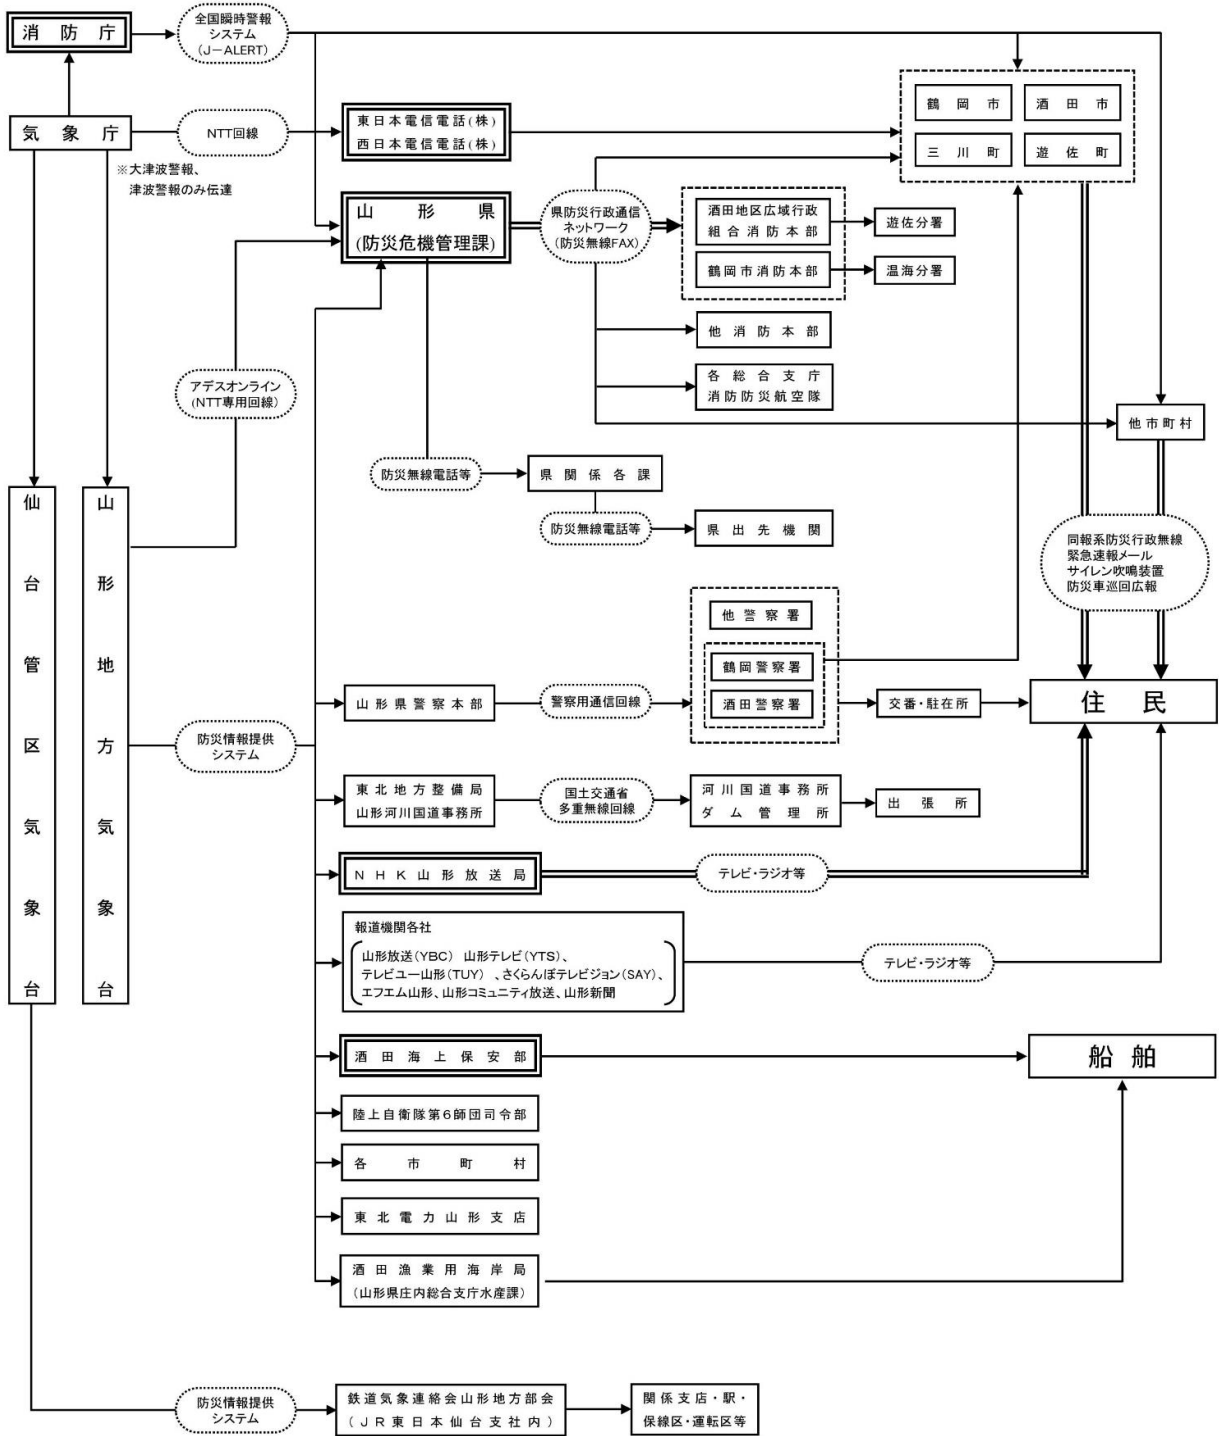 消防庁
全国瞬時警報
システム
(J-ALERT)
気象庁
NTT回線
東日本電信電話(株)
西日本電信電話(株)
※大津波警報、
津波警報のみ伝達
鶴岡市
酒田市
三川町
遊佐町
山形県
(防災危機管理課)
県防災行政通信
ネットワーク
(防災無線FAX)
酒田地区広域行政
組合消防本部
遊佐分署
鶴岡市消防本部
温海分署
他消防本部
各総合支庁
消防防災航空隊
アデスオンライン
(NTT専用回線)
他市町村
防災無線電話等
県関係各課
防災無線電話等
県出先機関
同報系防災行政無線
緊急速報メール
サイレン吹鳴装置
防災車巡回広報
仙台管区気象台
山形地方気象台
他警察署
鶴岡警察署
酒田警察署
山形県警察本部
警察用通信回線
交番・駐在所
住民
防災情報提供
システム
東北地方整備局
山形河川国道事務所
国土交通省
多重無線回線
河川国道事務所
ダム管理所
出張所
NHK山形放送局
テレビ・ラジオ等
報道機関各社
山形放送(YBC) 山形テレビ(YTS)、
テレビユー山形(TUY)、さくらんぼテレビジョン(SAY)、
エフエム山形、山形コミュニティ放送、山形新聞
テレビ・ラジオ等
酒田海上保安部
船舶
陸上自衛隊第6師団司令部
各市町村
東北電力山形支店
酒田漁業用海岸局
(山形県庄内総合支庁水産課)
防災情報提供
システム
鉄道気象連絡会山形地方部会
(JR東日本仙台支社内)
関係支店・駅・
保線区・運転区等